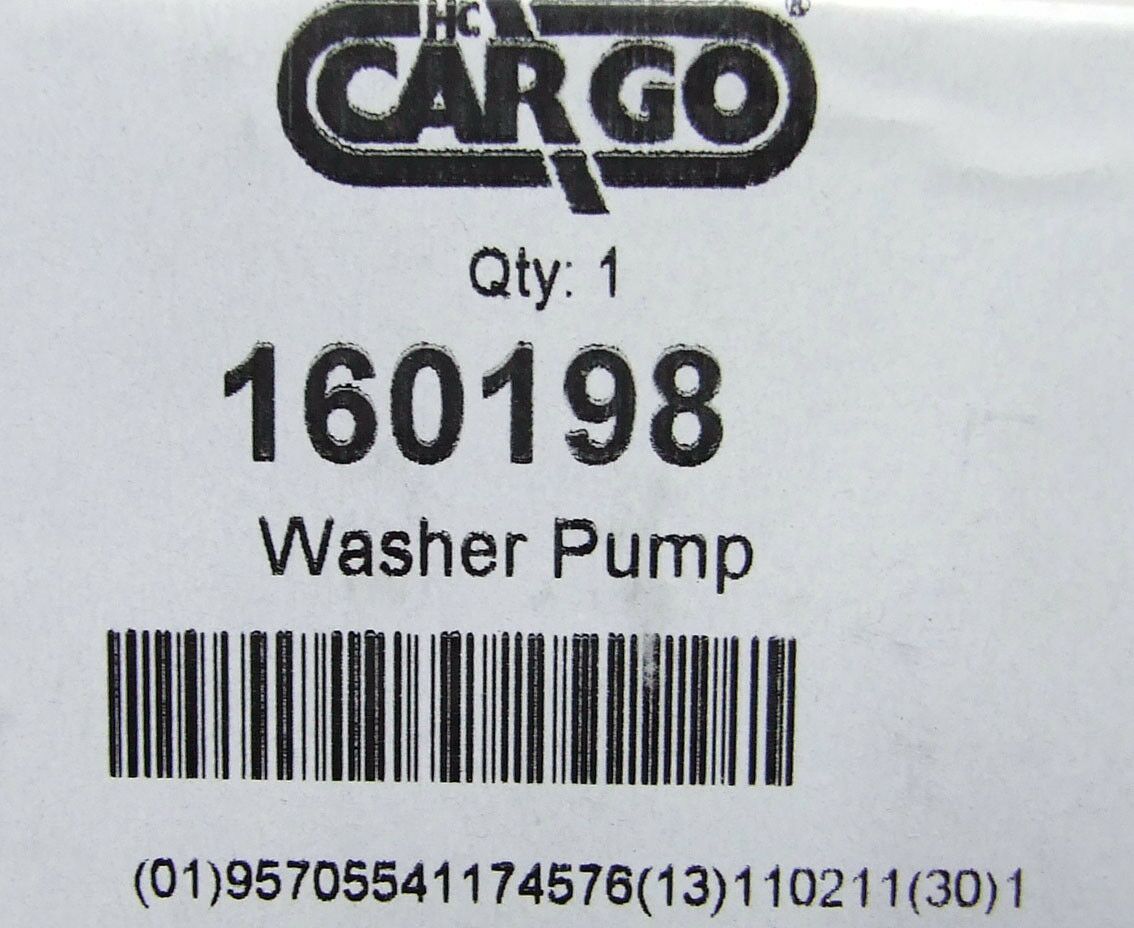 HC
CARGO®
Qty: 1
160198
Washer Pump
(01)95705541174576(13)110211(30)1